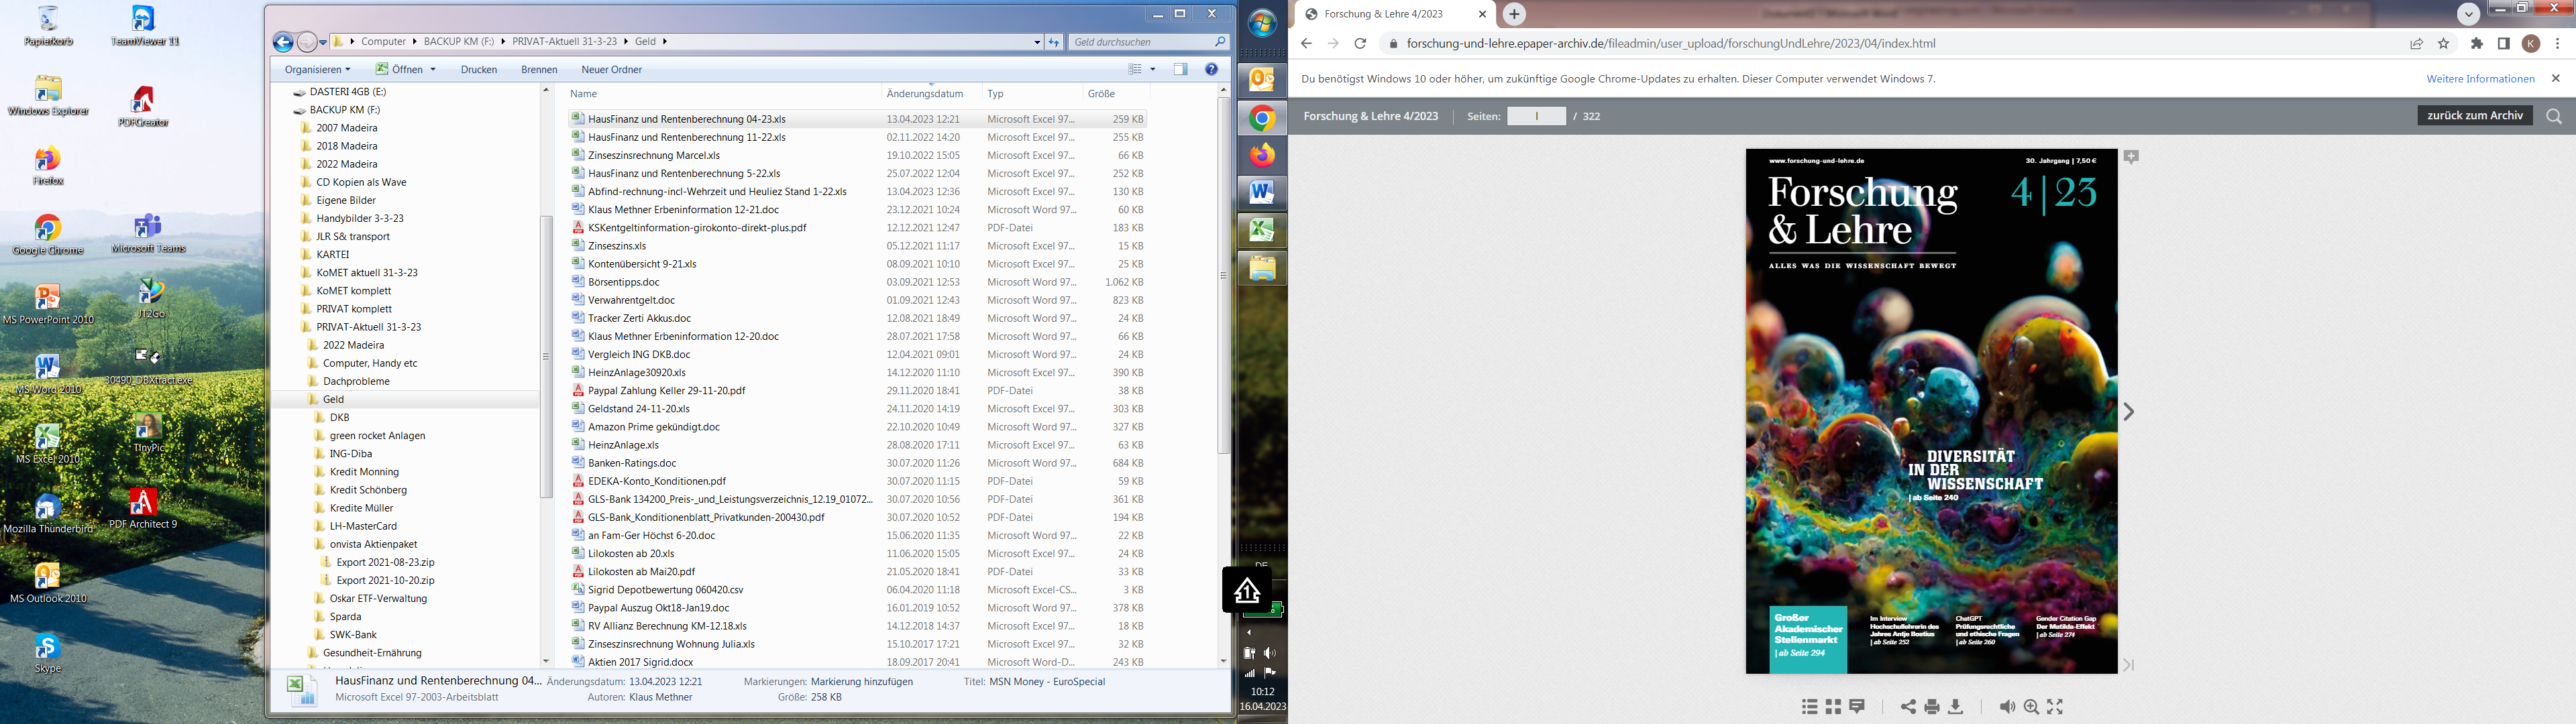 Papierkorb
TeamViewer 11
Windows Explorer
PDFCreator
Firefox
Google Chrome
Microsoft Teams
MS PowerPoint 2010
JT2Go
MS Word 2010
30490_DBXtract.exe
MS Excel 2010
TinyPic
Mozilla Thunderbird
PDF Architect 9
MS Outlook 2010
Skype
Computer
BACKUP KM (F:)
PRIVAT-Aktuell 31-3-23
Geld
Geld durchsuchen
Organisieren
Öffnen
Drucken
Brennen
Neuer Ordner
DASTERI 4GB (E:)
BACKUP KM (F:)
2007 Madeira
2018 Madeira
2022 Madeira
CD Kopien als Wave
Eigene Bilder
Handybilder 3-3-23
JLR S& transport
KARTEI
KoMET aktuell 31-3-23
KoMET komplett
PRIVAT komplett
PRIVAT-Aktuell 31-3-23
2022 Madeira
Computer, Handy etc
Dachprobleme
Geld
DKB
green rocket Anlagen
ING-Diba
Kredit Monning
Kredit Schönberg
Kredite Müller
LH-MasterCard
onvista Aktienpaket
Export 2021-08-23.zip
Export 2021-10-20.zip
Oskar ETF-Verwaltung
Sparda
SWK-Bank
Gesundheit-Ernährung
Name Änderungsdatum Typ Größe
HausFinanz und Rentenberechnung 04-23.xls 13.04.2023 12:21 Microsoft Excel 97... 259 KB
HausFinanz und Rentenberechnung 11-22.xls 02.11.2022 14:20 Microsoft Excel 97... 255 KB
Zinseszinsrechnung Marcel.xls 19.10.2022 15:05 Microsoft Excel 97... 66 KB
HausFinanz und Rentenberechnung 5-22.xls 25.07.2022 12:04 Microsoft Excel 97... 252 KB
Abfind-rechnung-incl-Wehrzeit und Heuliez Stand 1-22.xls 13.04.2023 12:36 Microsoft Excel 97... 130 KB
Klaus Methner Erbeninformation 12-21.doc 23.12.2021 10:24 Microsoft Word 97... 60 KB
KSKentgeltinformation-girokonto-direkt-plus.pdf 12.12.2021 12:47 PDF-Datei 183 KB
Zinseszins.xls 05.12.2021 11:17 Microsoft Excel 97... 15 KB
Kontenübersicht 9-21.xls 08.09.2021 10:10 Microsoft Excel 97... 25 KB
Börsentipps.doc 03.09.2021 12:53 Microsoft Word 97... 1.062 KB
Verwahrentgelt.doc 01.09.2021 12:43 Microsoft Word 97... 823 KB
Tracker Zerti Akkus.doc 12.08.2021 18:49 Microsoft Word 97... 24 KB
Klaus Methner Erbeninformation 12-20.doc 28.07.2021 17:58 Microsoft Word 97... 66 KB
Vergleich ING DKB.doc 12.04.2021 09:01 Microsoft Word 97... 24 KB
HeinzAnlage30920.xls 14.12.2020 11:10 Microsoft Excel 97... 390 KB
Paypal Zahlung Keller 29-11-20.pdf 29.11.2020 18:41 PDF-Datei 38 KB
Geldstand 24-11-20.xls 24.11.2020 14:19 Microsoft Excel 97... 303 KB
Amazon Prime gekündigt.doc 22.10.2020 10:49 Microsoft Word 97... 327 KB
HeinzAnlage.xls 28.08.2020 17:11 Microsoft Excel 97... 63 KB
Banken-Ratings.doc 30.07.2020 11:26 Microsoft Word 97... 684 KB
EDEKA-Konto_Konditionen.pdf 30.07.2020 11:15 PDF-Datei 59 KB
GLS-Bank 134200_Preis-_und_Leistungsverzeichnis_12.19_01072... 30.07.2020 10:56 PDF-Datei 361 KB
GLS-Bank_Konditionenblatt_Privatkunden-200430.pdf 30.07.2020 10:52 PDF-Datei 194 KB
an Fam-Ger Höchst 6-20.doc 15.06.2020 11:35 Microsoft Word 97... 22 KB
Lilokosten ab 20.xls 11.06.2020 15:05 Microsoft Excel 97... 24 KB
Lilokosten ab Mai20.pdf 21.05.2020 18:41 PDF-Datei 33 KB
Sigrid Depotbewertung 060420.csv 06.04.2020 11:18 Microsoft Excel-CS... 3 KB
Paypal Auszug Okt18-Jan19.doc 16.01.2019 10:52 Microsoft Word 97... 378 KB
RV Allianz Berechnung KM-12.18.xls 14.12.2018 14:37 Microsoft Excel 97... 18 KB
Zinseszinsrechnung Wohnung Julia.xls 15.10.2017 17:21 Microsoft Excel 97... 32 KB
Aktien 2017 Sigrid.docx 18.09.2017 20:41 Microsoft Word-D... 243 KB
HausFinanz und Rentenberechnung 04... Änderungsdatum: 13.04.2023 12:21 Markierungen: Markierung hinzufügen Titel: MSN Money - EuroSpecial
Microsoft Excel 97-2003-Arbeitsblatt Autoren: Klaus Methner Größe: 258 KB
DE
10:12
16.04.2023
Forschung & Lehre 4/2023
forschung-und-lehre.epaper-archiv.de/fileadmin/user_upload/forschungUndLehre/2023/04/index.html
K
Du benötigst Windows 10 oder höher, um zukünftige Google Chrome-Updates zu erhalten. Dieser Computer verwendet Windows 7.
Weitere Informationen
Forschung & Lehre 4/2023
Seiten: I / 322
zurück zum Archiv
www.forschung-und-lehre.de
30. Jahrgang | 7,50 €
Forschung
& Lehre
4|23
ALLES WAS DIE WISSENSCHAFT BEWEGT
DIVERSITÄT
IN DER
WISSENSCHAFT
| ab Seite 240
Großer
Akademischer
Stellenmarkt
| ab Seite 294
Im Interview
Hochschullehrerin des
Jahres Antje Boetius
| ab Seite 252
ChatGPT
Prüfungsrechtliche
und ethische Fragen
| ab Seite 260
Gender Citation Gap
Der Matilda-Effekt
| ab Seite 274